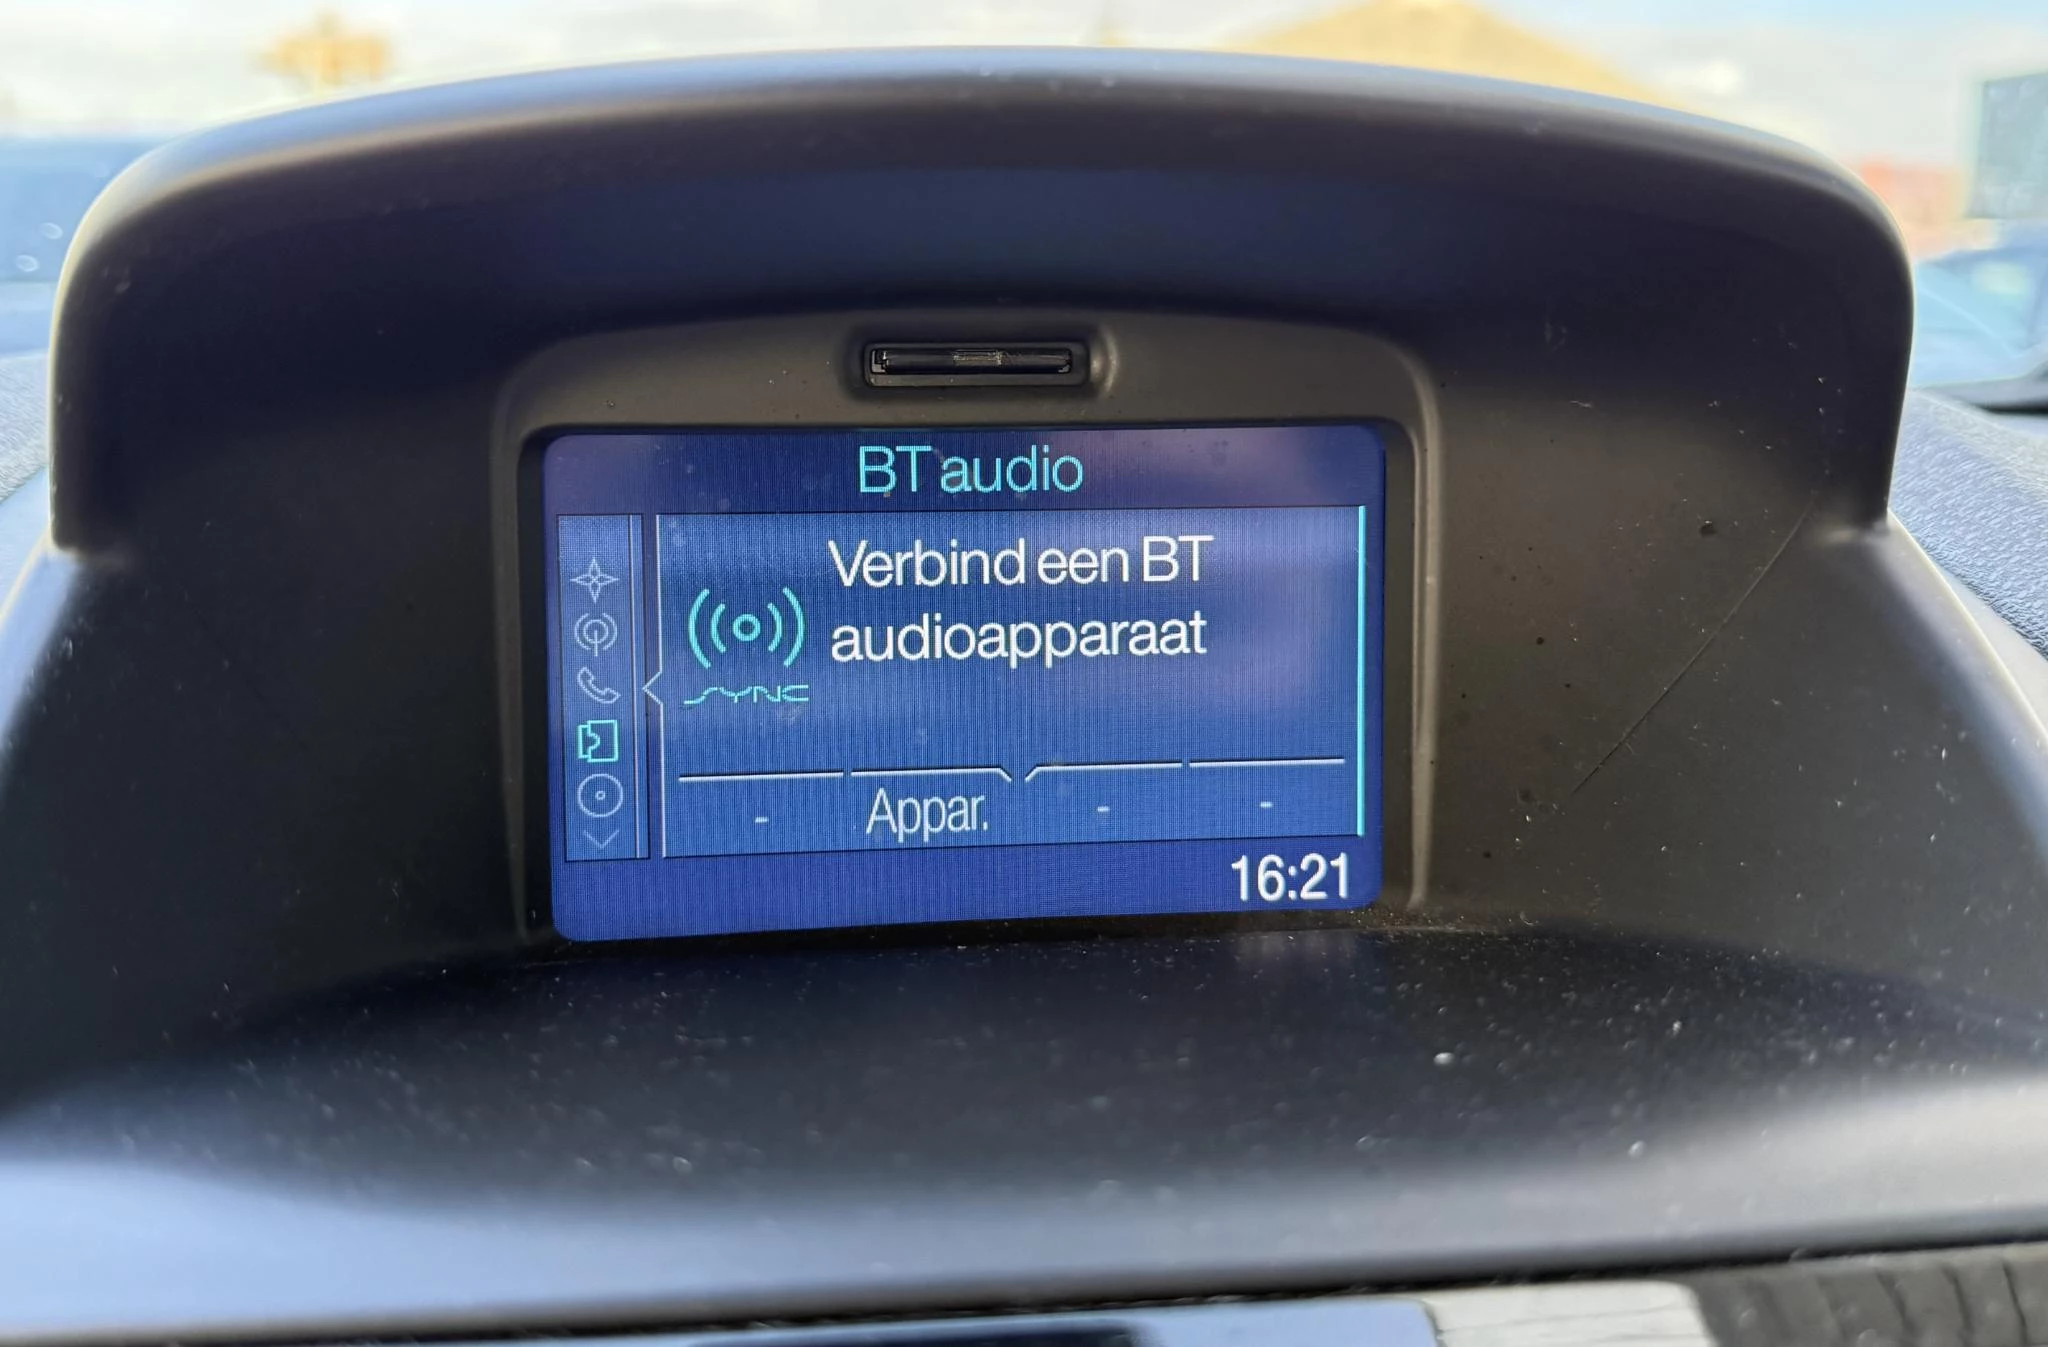 BT audio
Verbind een BT
audioapparaat
SYNC
- Appar. - -
16:21